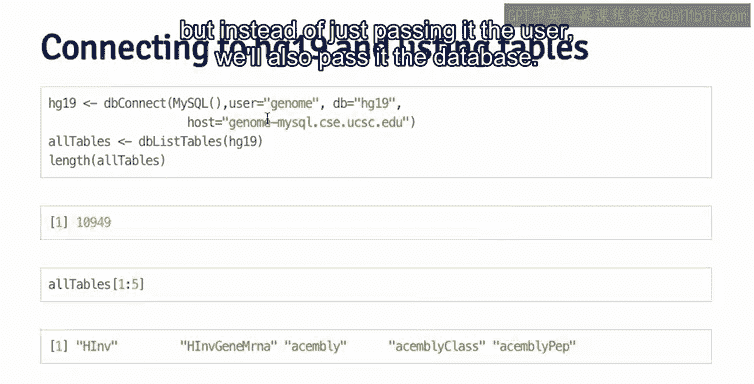 but instead of just passing it the user,
Connecting to hg19 and listing tables
we'll also pass it the database.
hg19 <- dbConnect(MySQL(),user="genome", db="hg19",
host="genome-mysql.cse.ucsc.edu")
allTables <- dbListTables(hg19)
length(allTables)
[1] 10949
allTables[1:5]
[1] "HInv" "HInvGeneMrna" "acembly" "acemblyClass" "acemblyPep"